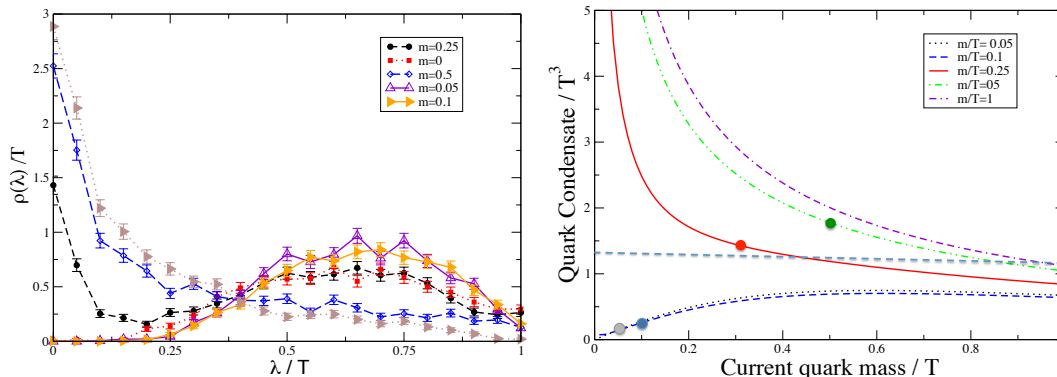 3
2.5
2
1.5
1
0.5
0
ρ(λ) /T
m=0.25
m=0
m=0.5
m=0.05
m=0.1
0 0.25 0.5 0.75 1
λ / T
5
4
3
2
1
0
Quark Condensate / T³
m/T= 0.05
m/T=0.1
m/T=0.25
m/T=05
m/T=1
0 0.2 0.4 0.6 0.8
Current quark mass / T